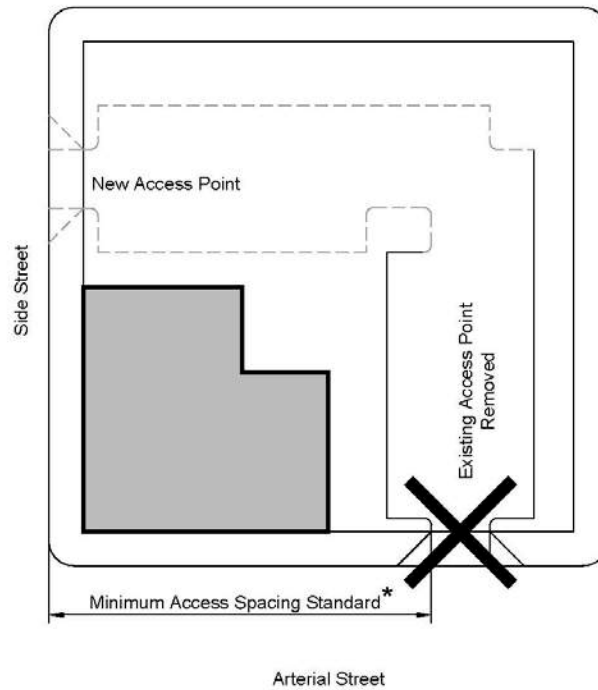 New Access Point
Side Street
Existing Access Point
Removed
Minimum Access Spacing Standard*
Arterial Street